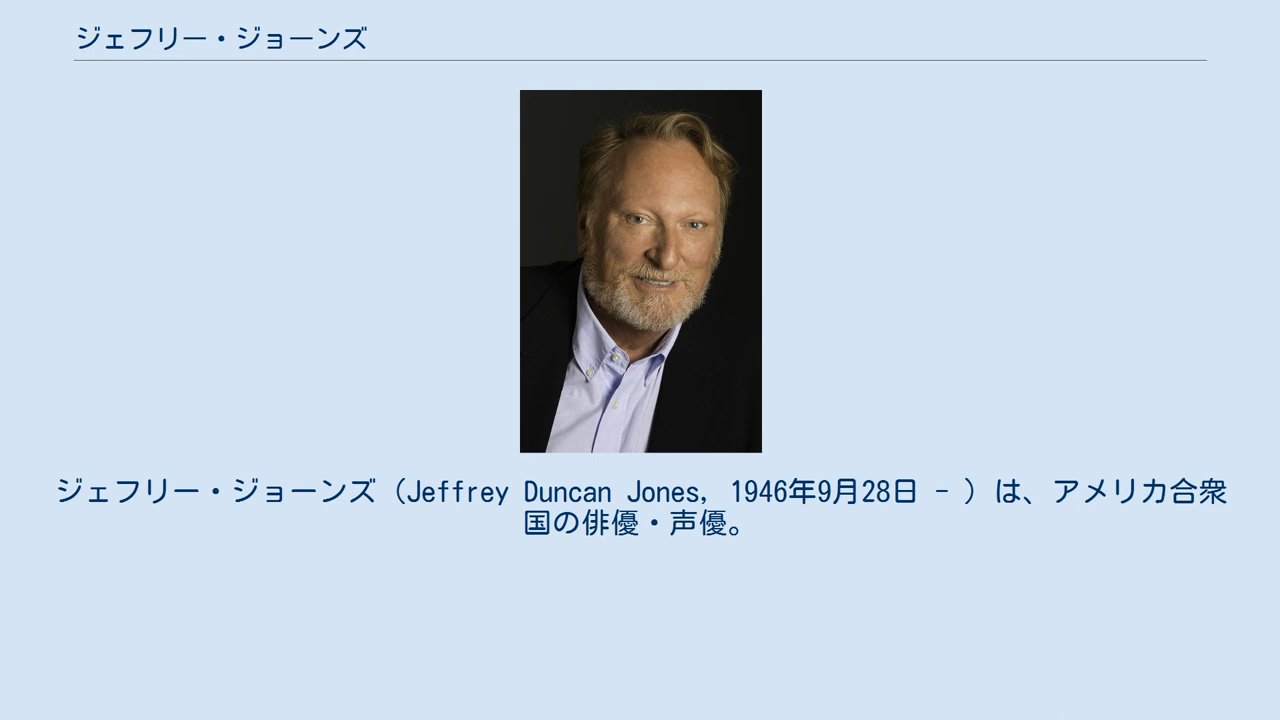 ジェフリー・ジョーンズ
ジェフリー・ジョーンズ（Jeffrey Duncan Jones, 1946年9月28日 - ）は、アメリカ合衆
国の俳優・声優。